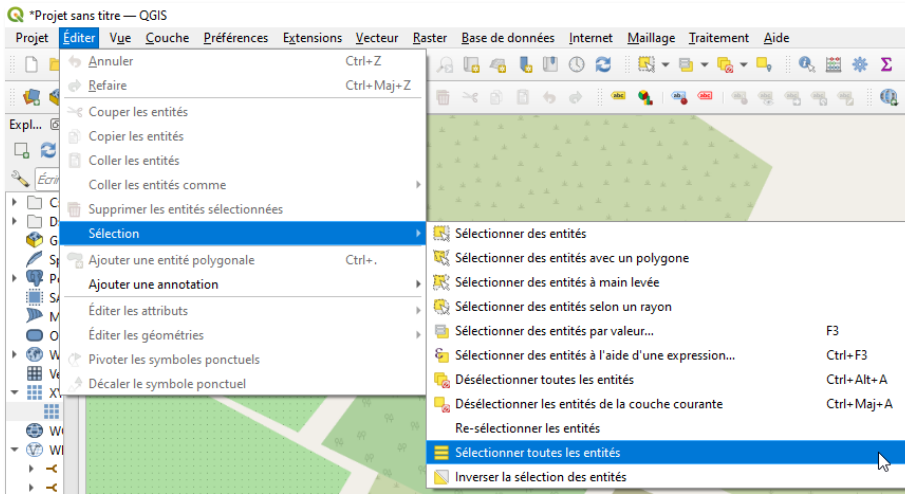 *Projet sans titre — QGIS
Projet Éditer Vue Couche Préférences Extensions Vecteur Raster Base de données Internet Maillage Traitement Aide
Annuler Ctrl+Z
Refaire Ctrl+Maj+Z
Couper les entités
Copier les entités
Coller les entités
Coller les entités comme
Supprimer les entités sélectionnées
Sélection
Ajouter une entité polygonale Ctrl+.
Ajouter une annotation
Éditer les attributs
Éditer les géométries
Pivoter les symboles ponctuels
Décaler le symbole ponctuel
Expl...
Sélectionner des entités
Sélectionner des entités avec un polygone
Sélectionner des entités à main levée
Sélectionner des entités selon un rayon
Sélectionner des entités par valeur... F3
Sélectionner des entités à l'aide d'une expression... Ctrl+F3
Désélectionner toutes les entités Ctrl+Alt+A
Désélectionner les entités de la couche courante Ctrl+Maj+A
Re-sélectionner les entités
Sélectionner toutes les entités
Inverser la sélection des entités